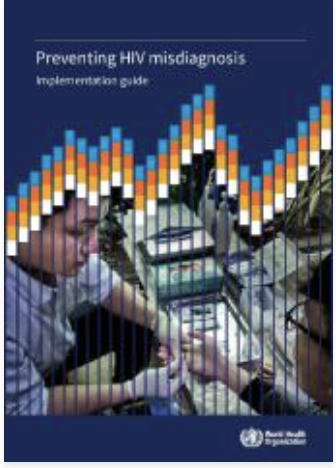 Preventing HIV misdiagnosis
Implementation guide
World Health
Organization